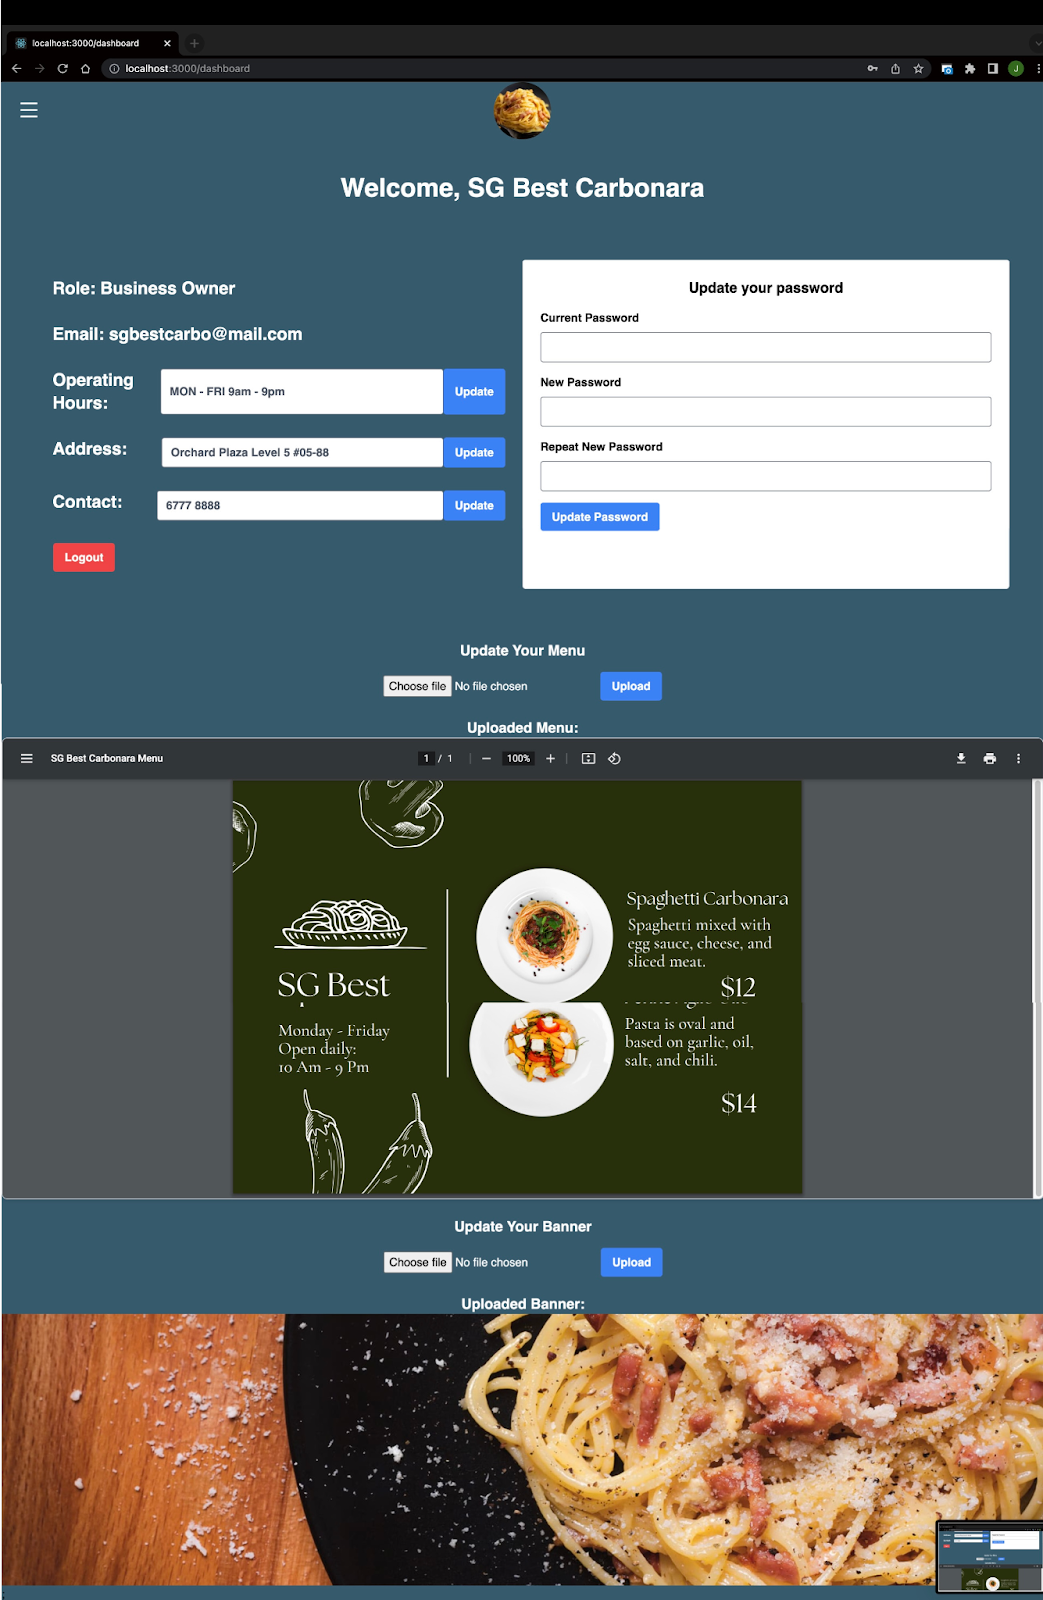 localhost:3000/dashboard
localhost:3000/dashboard
J
Welcome, SG Best Carbonara
Role: Business Owner
Email: sgbestcarbo@mail.com
Operating
Hours:
MON - FRI 9am - 9pm
Update
Address:
Orchard Plaza Level 5 #05-88
Update
Contact:
6777 8888
Update
Logout
Update your password
Current Password
New Password
Repeat New Password
Update Password
Update Your Menu
Choose file No file chosen
Upload
Uploaded Menu:
SG Best Carbonara Menu
1 / 1
100%
SG Best
Monday - Friday
Open daily:
10 Am - 9 Pm
Spaghetti Carbonara
Spaghetti mixed with
egg sauce, cheese, and
sliced meat.
$12
Pasta is oval and
based on garlic, oil,
salt, and chili.
$14
Update Your Banner
Choose file No file chosen
Upload
Uploaded Banner: